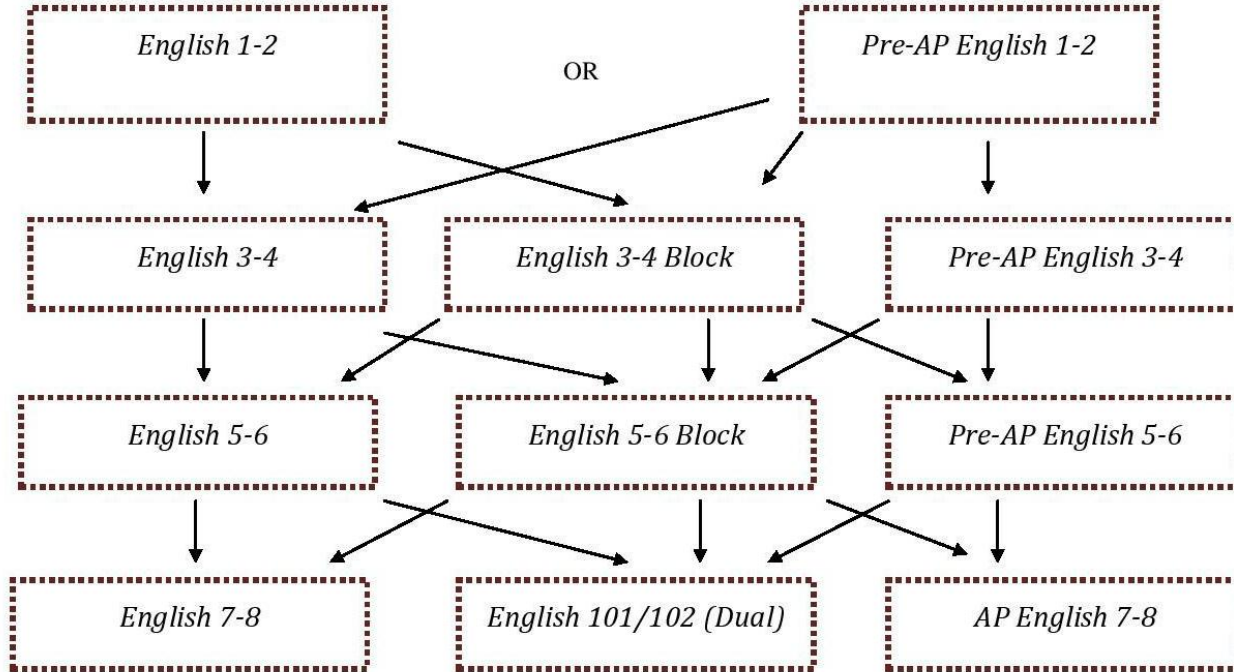 English 1-2
OR
Pre-AP English 1-2
English 3-4
English 3-4 Block
Pre-AP English 3-4
English 5-6
English 5-6 Block
Pre-AP English 5-6
English 7-8
English 101/102 (Dual)
AP English 7-8